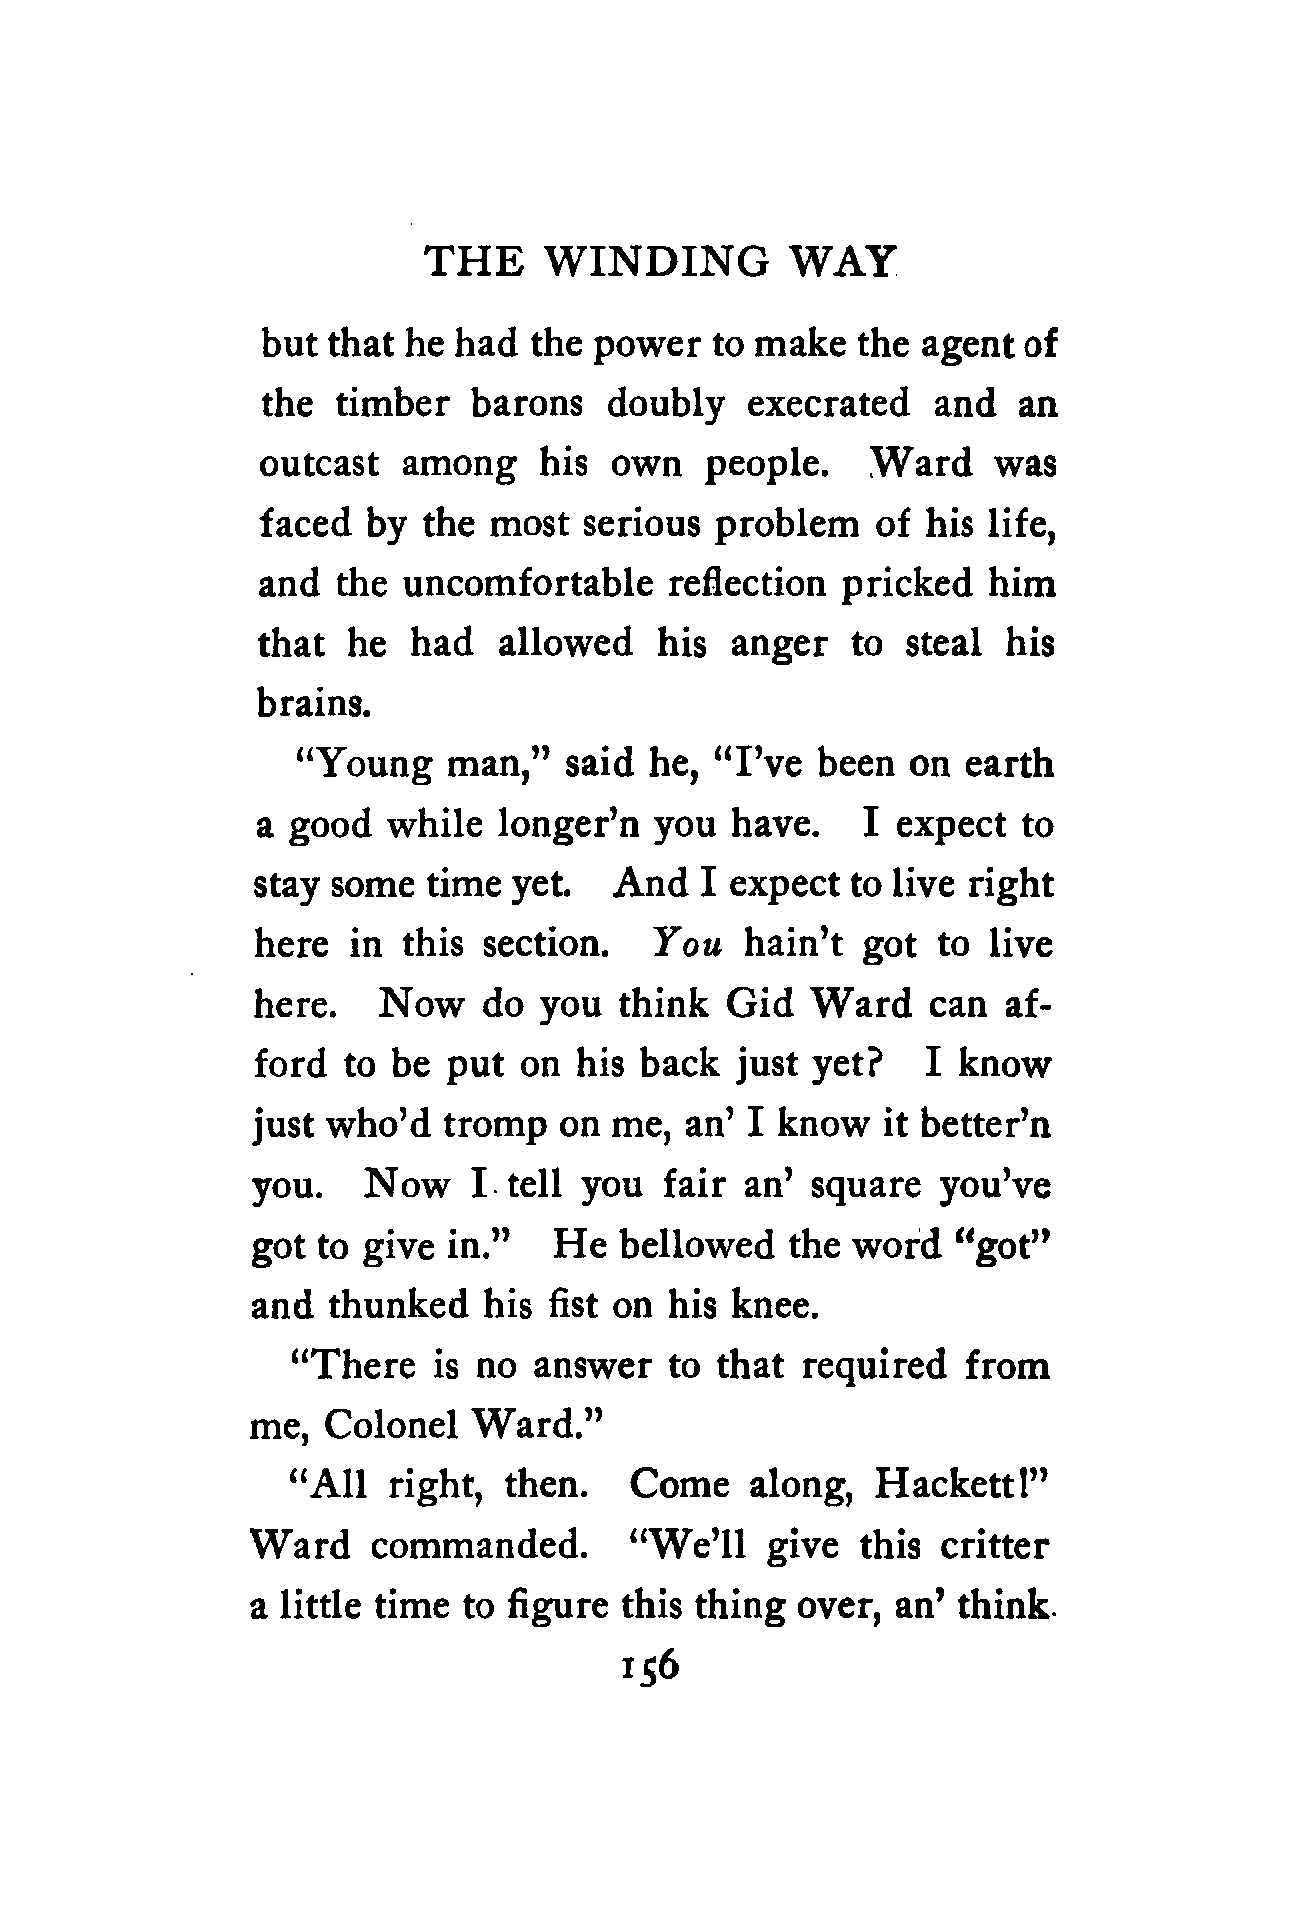 THE WINDING WAY
but that he had the power to make the agent of
the timber barons doubly execrated and an
outcast among his own people. Ward was
faced by the most serious problem of his life,
and the uncomfortable reflection pricked him
that he had allowed his anger to steal his
brains.
“Young man,” said he, “I’ve been on earth
a good while longer’n you have. I expect to
stay some time yet. And I expect to live right
here in this section. You hain’t got to live
here. Now do you think Gid Ward can af-
ford to be put on his back just yet? I know
just who’d tromp on me, an’ I know it better’n
you. Now I tell you fair an’ square you’ve
got to give in.” He bellowed the word “got”
and thunked his fist on his knee.
“There is no answer to that required from
me, Colonel Ward.”
“All right, then. Come along, Hackett!”
Ward commanded. “We’ll give this critter
a little time to figure this thing over, an’ think
156